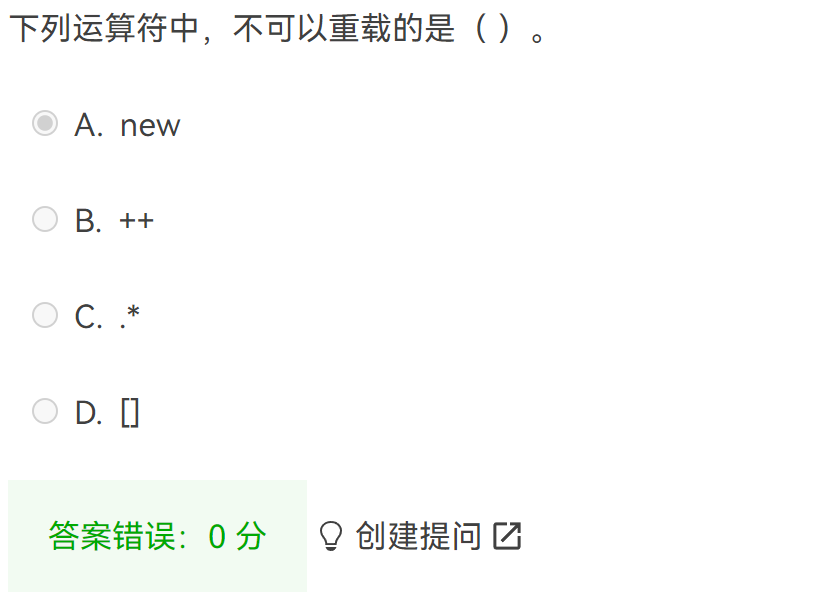 下列运算符中，不可以重载的是（ ）。
A. new
B. ++
C. .*
D. []
答案错误： 0 分 创建提问